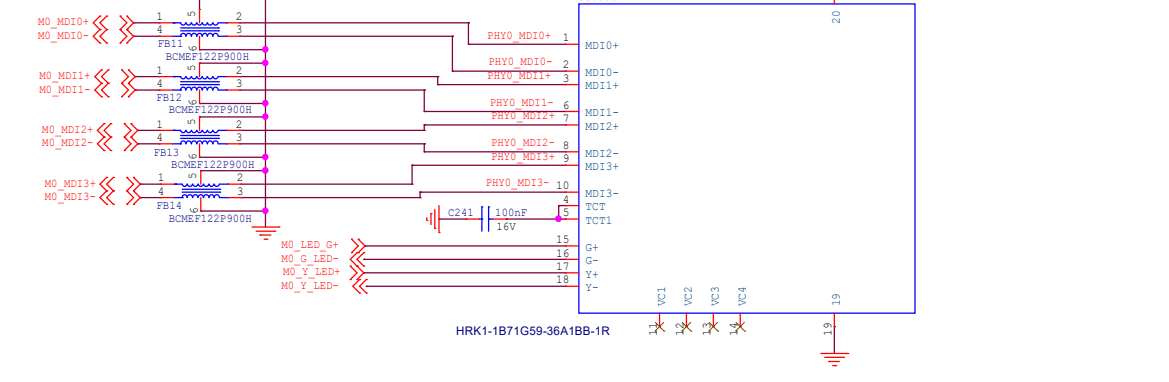 20
M0_MDI0+ 1 5 2
M0_MDI0- 4 3
FB11 6
BCMEF122P900H
PHY0_MDI0+ 1 MDI0+
PHY0_MDI0- 2 MDI0-
M0_MDI1+ 1 5 2
M0_MDI1- 4 3
FB12 6
BCMEF122P900H
PHY0_MDI1+ 3 MDI1+
PHY0_MDI1- 6 MDI1-
M0_MDI2+ 1 5 2
M0_MDI2- 4 3
FB13 6
BCMEF122P900H
PHY0_MDI2+ 7 MDI2+
PHY0_MDI2- 8 MDI2-
M0_MDI3+ 1 5 2
M0_MDI3- 4 3
FB14 6
BCMEF122P900H
PHY0_MDI3+ 9 MDI3+
PHY0_MDI3- 10 MDI3-
4 TCT
C241 100nF 5 TCT1
16V
M0_LED_G+ 15 G+
M0_G_LED- 16 G-
M0_Y_LED+ 17 Y+
M0_Y_LED- 18 Y-
VC1 VC2 VC3 VC4 19
11 12 13 14 19
HRK1-1B71G59-36A1BB-1R